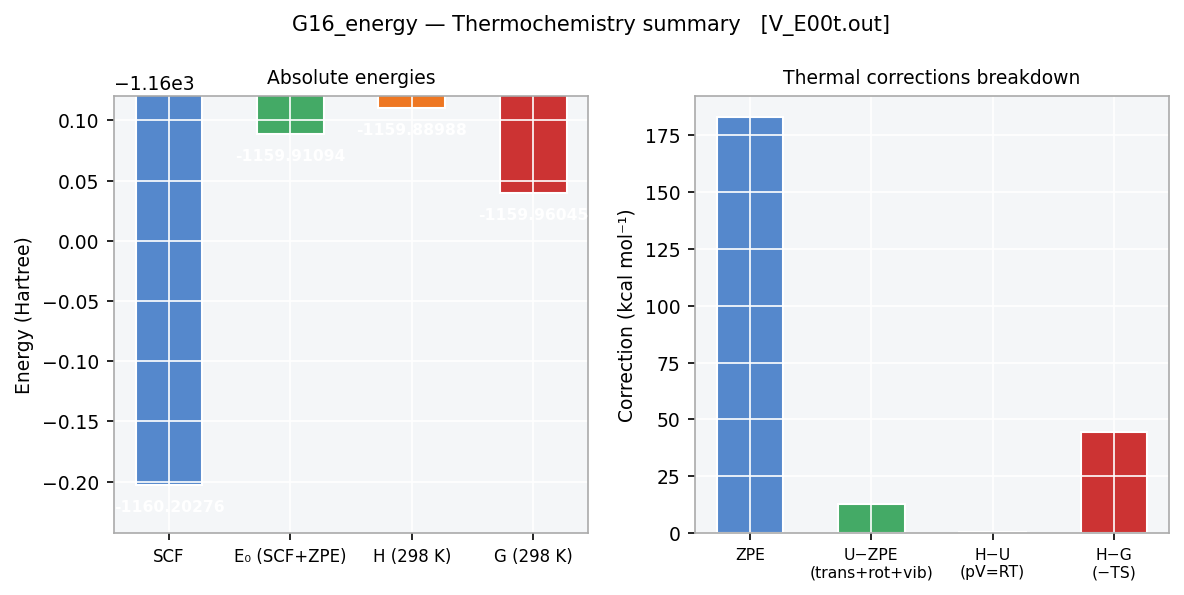 G16_energy — Thermochemistry summary   [V_E00t.out]
Absolute energies
−1.16e3
Energy (Hartree)
0.10
0.05
0.00
−0.05
−0.10
−0.15
−0.20
-1160.20276
-1159.91094
-1159.88988
-1159.96045
SCF
E₀ (SCF+ZPE)
H (298 K)
G (298 K)
Thermal corrections breakdown
Correction (kcal mol⁻¹)
175
150
125
100
75
50
25
0
ZPE
U−ZPE
(trans+rot+vib)
H−U
(pV=RT)
H−G
(−TS)